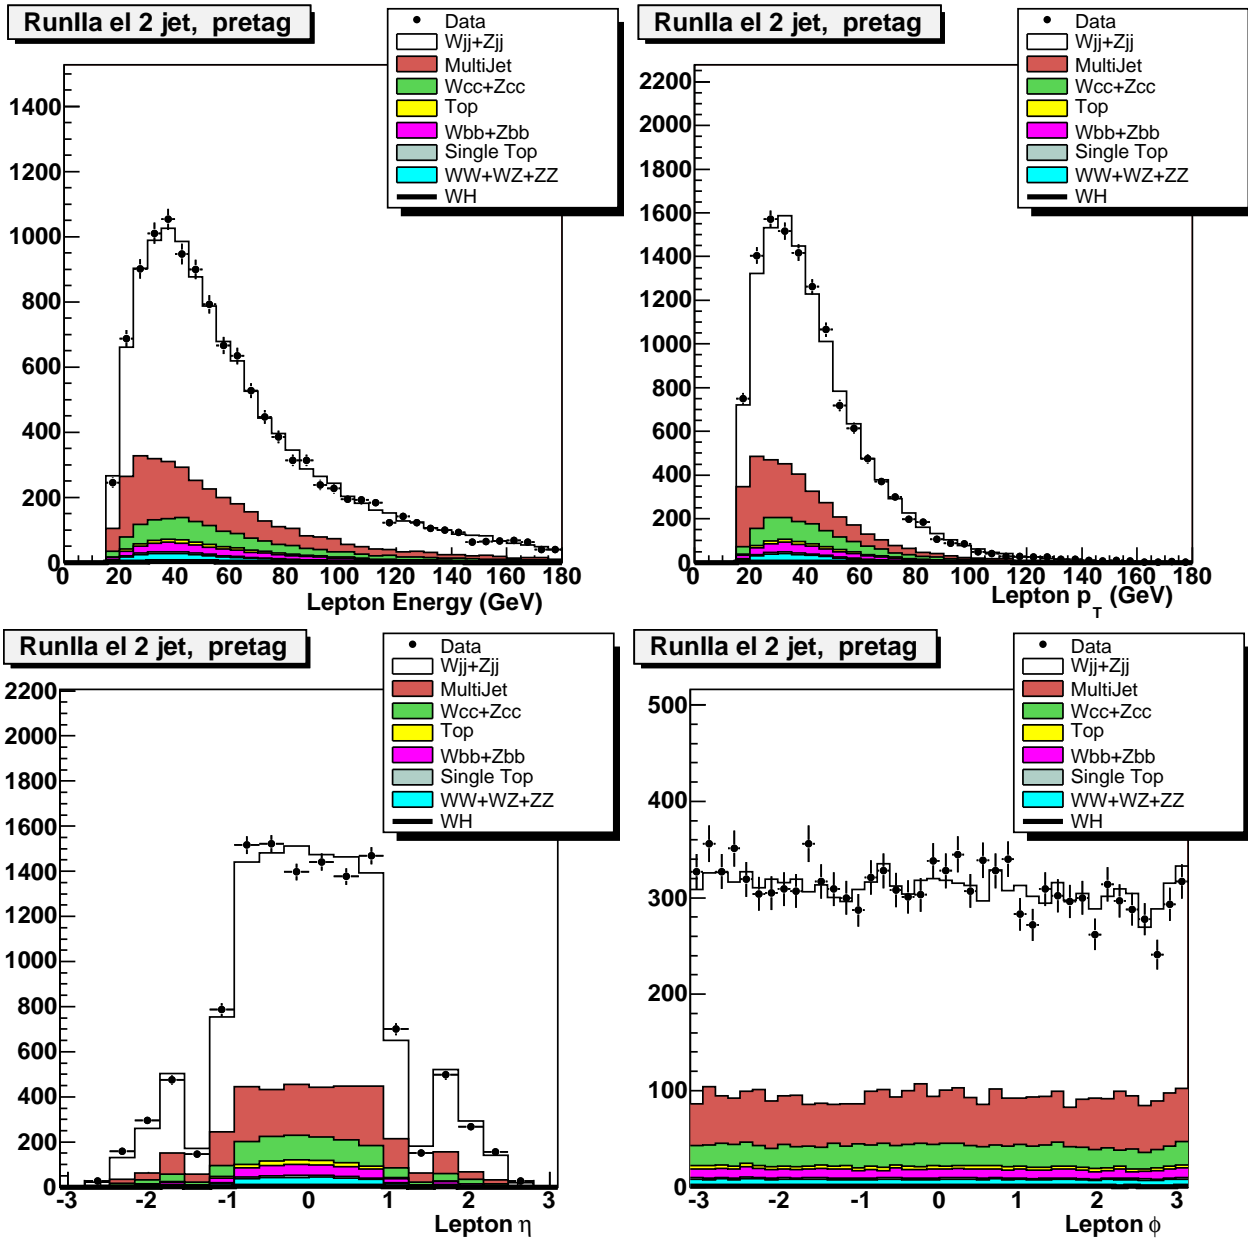 RunIIa el 2 jet, pretag
Data
Wjj+Zjj
MultiJet
Wcc+Zcc
Top
Wbb+Zbb
Single Top
WW+WZ+ZZ
WH
1400
1200
1000
800
600
400
200
0
0 20 40 60 80 100 120 140 160 180
Lepton Energy (GeV)
RunIIa el 2 jet, pretag
Data
Wjj+Zjj
MultiJet
Wcc+Zcc
Top
Wbb+Zbb
Single Top
WW+WZ+ZZ
WH
2200
2000
1800
1600
1400
1200
1000
800
600
400
200
0
0 20 40 60 80 100 120 140 160 180
Lepton p_T (GeV)
RunIIa el 2 jet, pretag
Data
Wjj+Zjj
MultiJet
Wcc+Zcc
Top
Wbb+Zbb
Single Top
WW+WZ+ZZ
WH
2200
2000
1800
1600
1400
1200
1000
800
600
400
200
0
-3 -2 -1 0 1 2 3
Lepton η
RunIIa el 2 jet, pretag
Data
Wjj+Zjj
MultiJet
Wcc+Zcc
Top
Wbb+Zbb
Single Top
WW+WZ+ZZ
WH
500
400
300
200
100
0
-3 -2 -1 0 1 2 3
Lepton ϕ